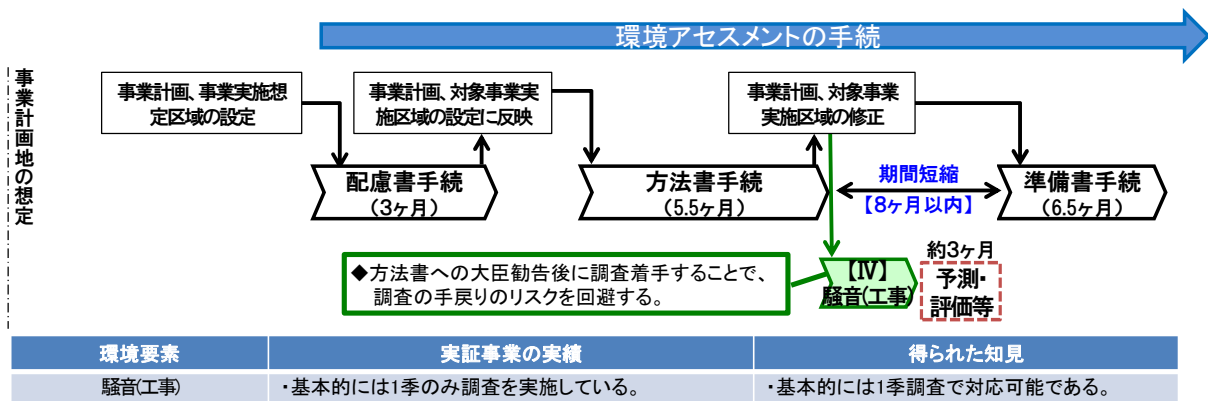 環境アセスメントの手続
事業計画地の想定
事業計画、事業実施想
定区域の設定
事業計画、対象事業実
施区域の設定に反映
事業計画、対象事業
実施区域の修正
配慮書手続
(3ヶ月)
方法書手続
(5.5ヶ月)
期間短縮
【8ヶ月以内】
準備書手続
(6.5ヶ月)
◆方法書への大臣勧告後に調査着手することで、
調査の手戻りのリスクを回避する。
【Ⅳ】
騒音(工事)
約3ヶ月
予測・
評価等
環境要素 実証事業の実績 得られた知見
騒音(工事) ・基本的には1季のみ調査を実施している。 ・基本的には1季調査で対応可能である。